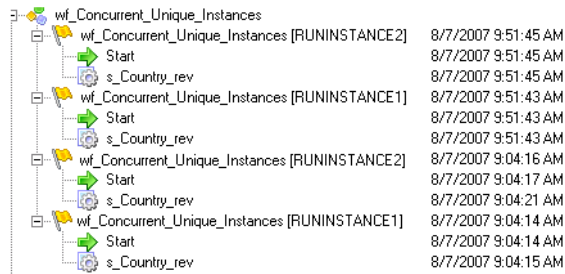 wf_Concurrent_Unique_Instances
wf_Concurrent_Unique_Instances [RUNINSTANCE2] 8/7/2007 9:51:45 AM
Start 8/7/2007 9:51:45 AM
s_Country_rev 8/7/2007 9:51:45 AM
wf_Concurrent_Unique_Instances [RUNINSTANCE1] 8/7/2007 9:51:43 AM
Start 8/7/2007 9:51:43 AM
s_Country_rev 8/7/2007 9:51:43 AM
wf_Concurrent_Unique_Instances [RUNINSTANCE2] 8/7/2007 9:04:16 AM
Start 8/7/2007 9:04:17 AM
s_Country_rev 8/7/2007 9:04:21 AM
wf_Concurrent_Unique_Instances [RUNINSTANCE1] 8/7/2007 9:04:14 AM
Start 8/7/2007 9:04:14 AM
s_Country_rev 8/7/2007 9:04:15 AM